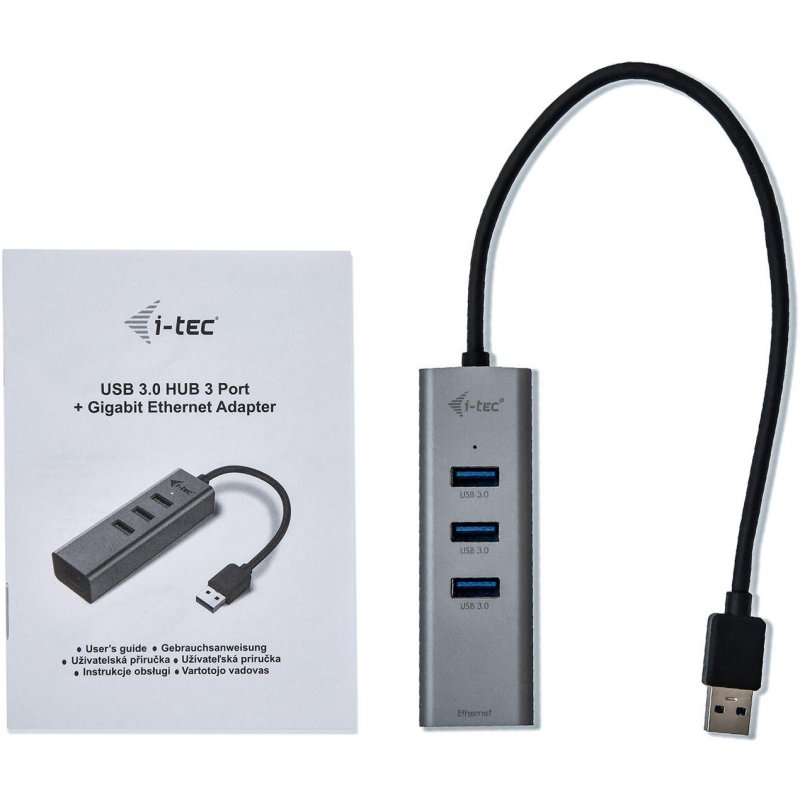 i-tec®
USB 3.0 HUB 3 Port
+ Gigabit Ethernet Adapter
i-tec
● User's guide ● Gebrauchsanweisung
● Uživatelská příručka ● Užívateľská príručka
● Instrukcje obsługi ● Vartotojo vadovas
i-tec®
USB 3.0
USB 3.0
USB 3.0
Ethernet